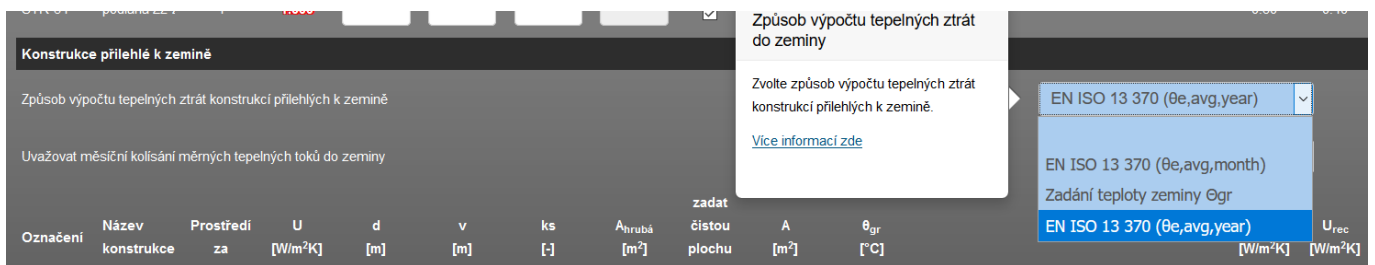 Způsob výpočtu tepelných ztrát
do zeminy
Konstrukce přilehlé k zemině
Zvolte způsob výpočtu tepelných ztrát
konstrukcí přilehlých k zemině.
Více informací zde
Způsob výpočtu tepelných ztrát konstrukcí přilehlých k zemině
EN ISO 13 370 (θe,avg,year)
Uvažovat měsíční kolísání měrných tepelných toků do zeminy
EN ISO 13 370 (θe,avg,month)
Zadání teploty zeminy Θgr
EN ISO 13 370 (θe,avg,year)
Označení
Název
konstrukce
Prostředí
za
U
[W/m²K]
d
[m]
v
[m]
ks
[-]
Ahrubá
[m²]
zadat
čistou
plochu
A
[m²]
θgr
[°C]
[W/m²K]
Urec
[W/m²K]